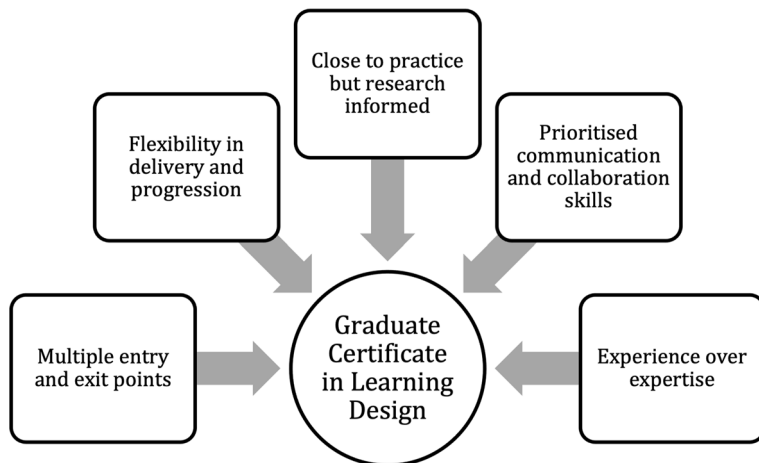 Close to practice
but research
informed
Flexibility in
delivery and
progression
Prioritised
communication
and collaboration
skills
Multiple entry
and exit points
Graduate
Certificate
in Learning
Design
Experience over
expertise